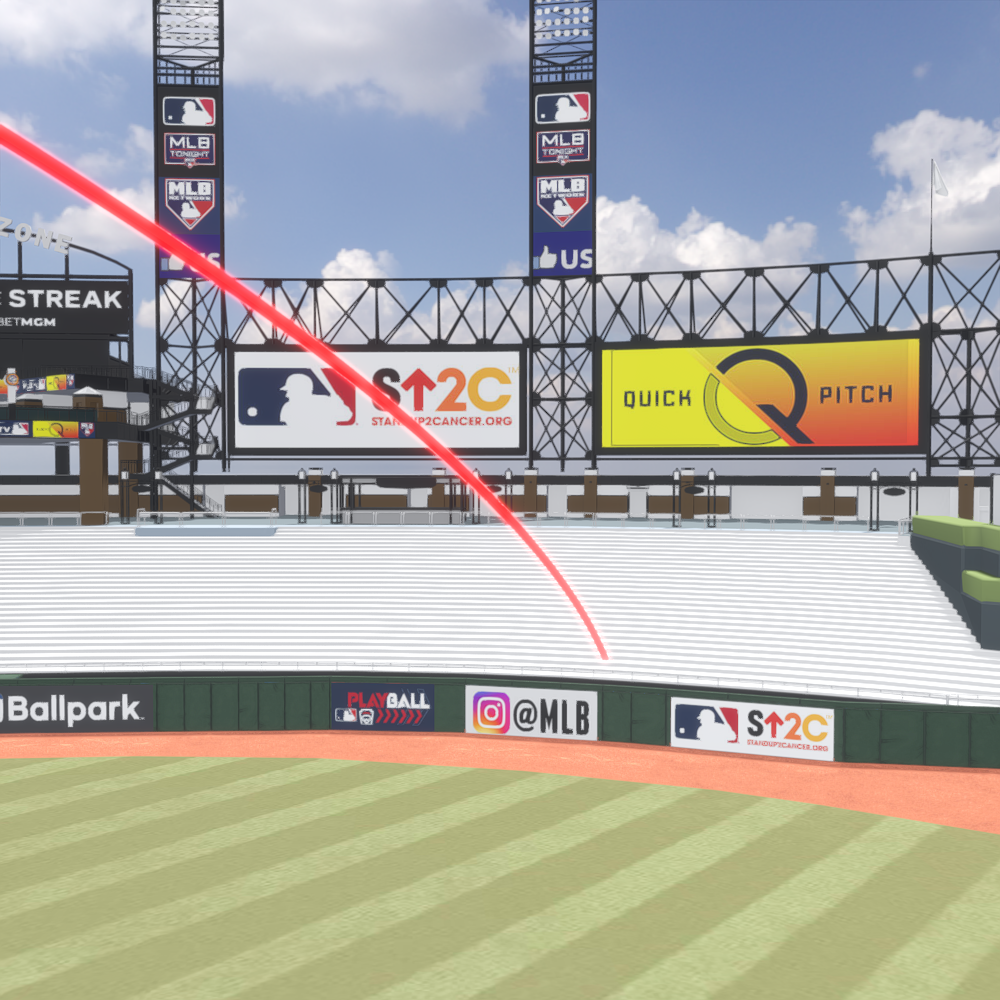 MLB
TONIGHT
MLB
NETWORK
US
MLB
TONIGHT
MLB
NETWORK
US
ZONE
STREAK
BETMGM
S↑2C™
STANDUP2CANCER.ORG
QUICK
PITCH
Ballpark
PLAYBALL
@MLB
S↑2C
STANDUP2CANCER.ORG